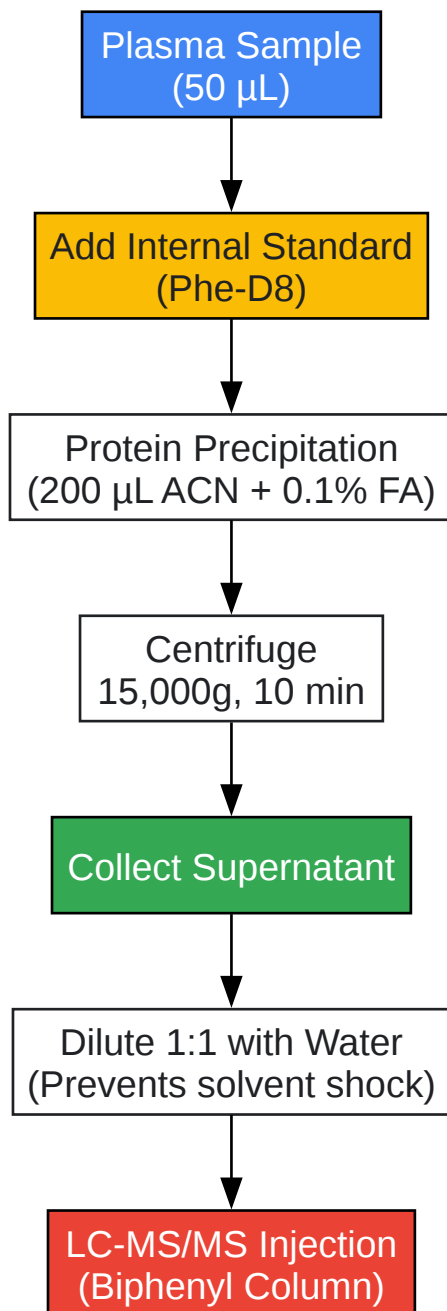 Plasma Sample
(50 µL)
Add Internal Standard
(Phe-D8)
Protein Precipitation
(200 µL ACN + 0.1% FA)
Centrifuge
15,000g, 10 min
Collect Supernatant
Dilute 1:1 with Water
(Prevents solvent shock)
LC-MS/MS Injection
(Biphenyl Column)